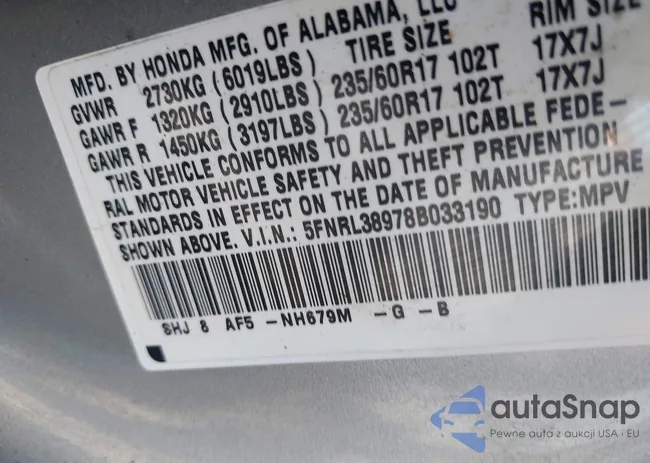 MFD. BY HONDA MFG. OF ALABAMA, LLC
GVWR 2730KG (6019LBS) TIRE SIZE RIM SIZE
GAWR F 1320KG (2910LBS) 235/60R17 102T 17X7J
GAWR R 1450KG (3197LBS) 235/60R17 102T 17X7J
THIS VEHICLE CONFORMS TO ALL APPLICABLE FEDE-
RAL MOTOR VEHICLE SAFETY AND THEFT PREVENTION
STANDARDS IN EFFECT ON THE DATE OF MANUFACTURE
SHOWN ABOVE. V.I.N.: 5FNRL38978B033190 TYPE:MPV
SHJ 8 AF5 -NH679M -G -B
autaSnap
Pewne auta z aukcji USA i EU